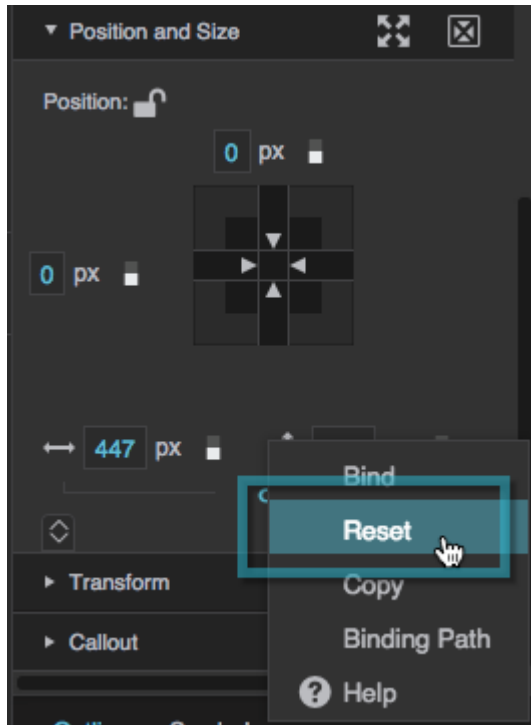 Position and Size
Position:
0 px
0 px
447 px
Bind
Reset
Transform
Copy
Callout
Binding Path
? Help